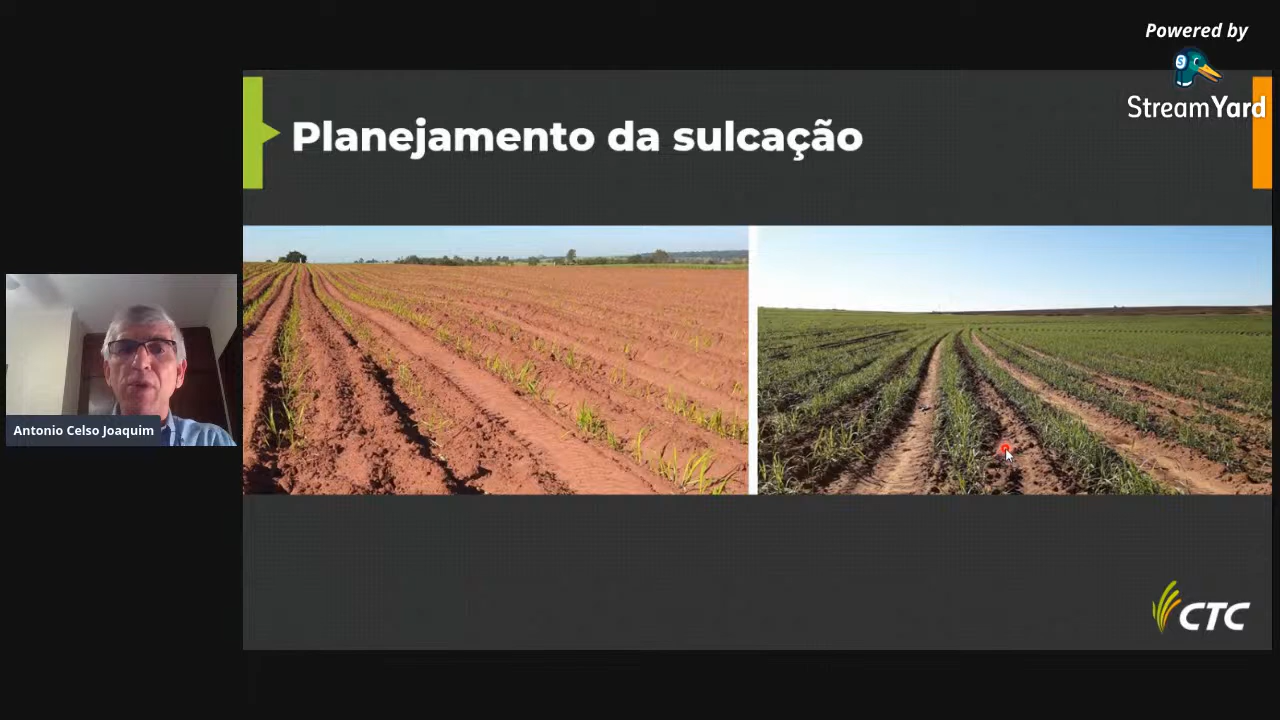 Powered by
StreamYard
Planejamento da sulcação
Antonio Celso Joaquim
CTC